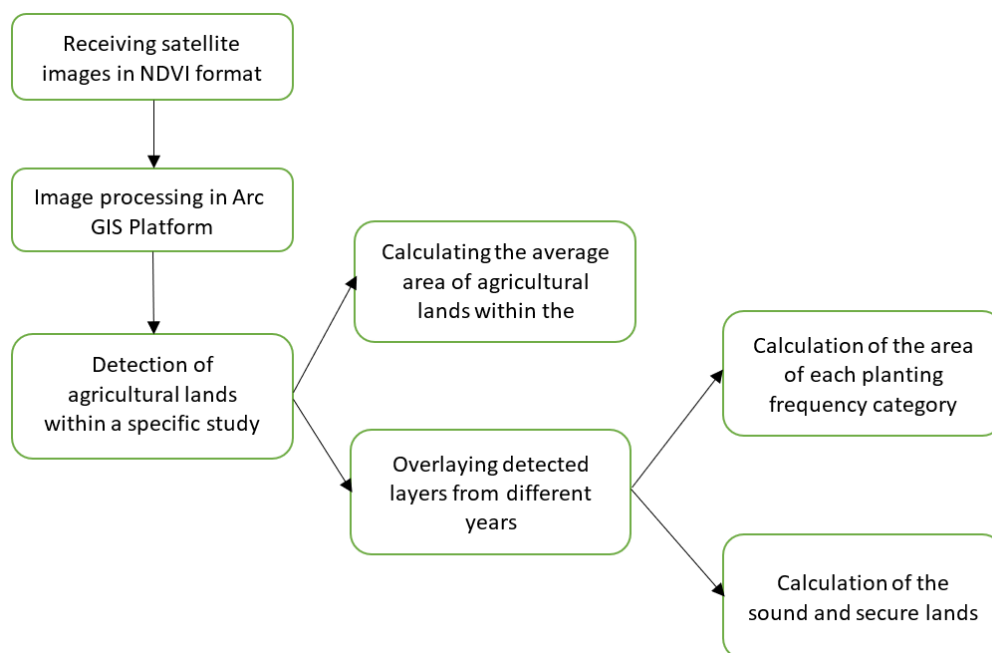 Receiving satellite
images in NDVI format
Image processing in Arc
GIS Platform
Detection of
agricultural lands
within a specific study
Calculating the average
area of agricultural
lands within the
Overlaying detected
layers from different
years
Calculation of the area
of each planting
frequency category
Calculation of the
sound and secure lands